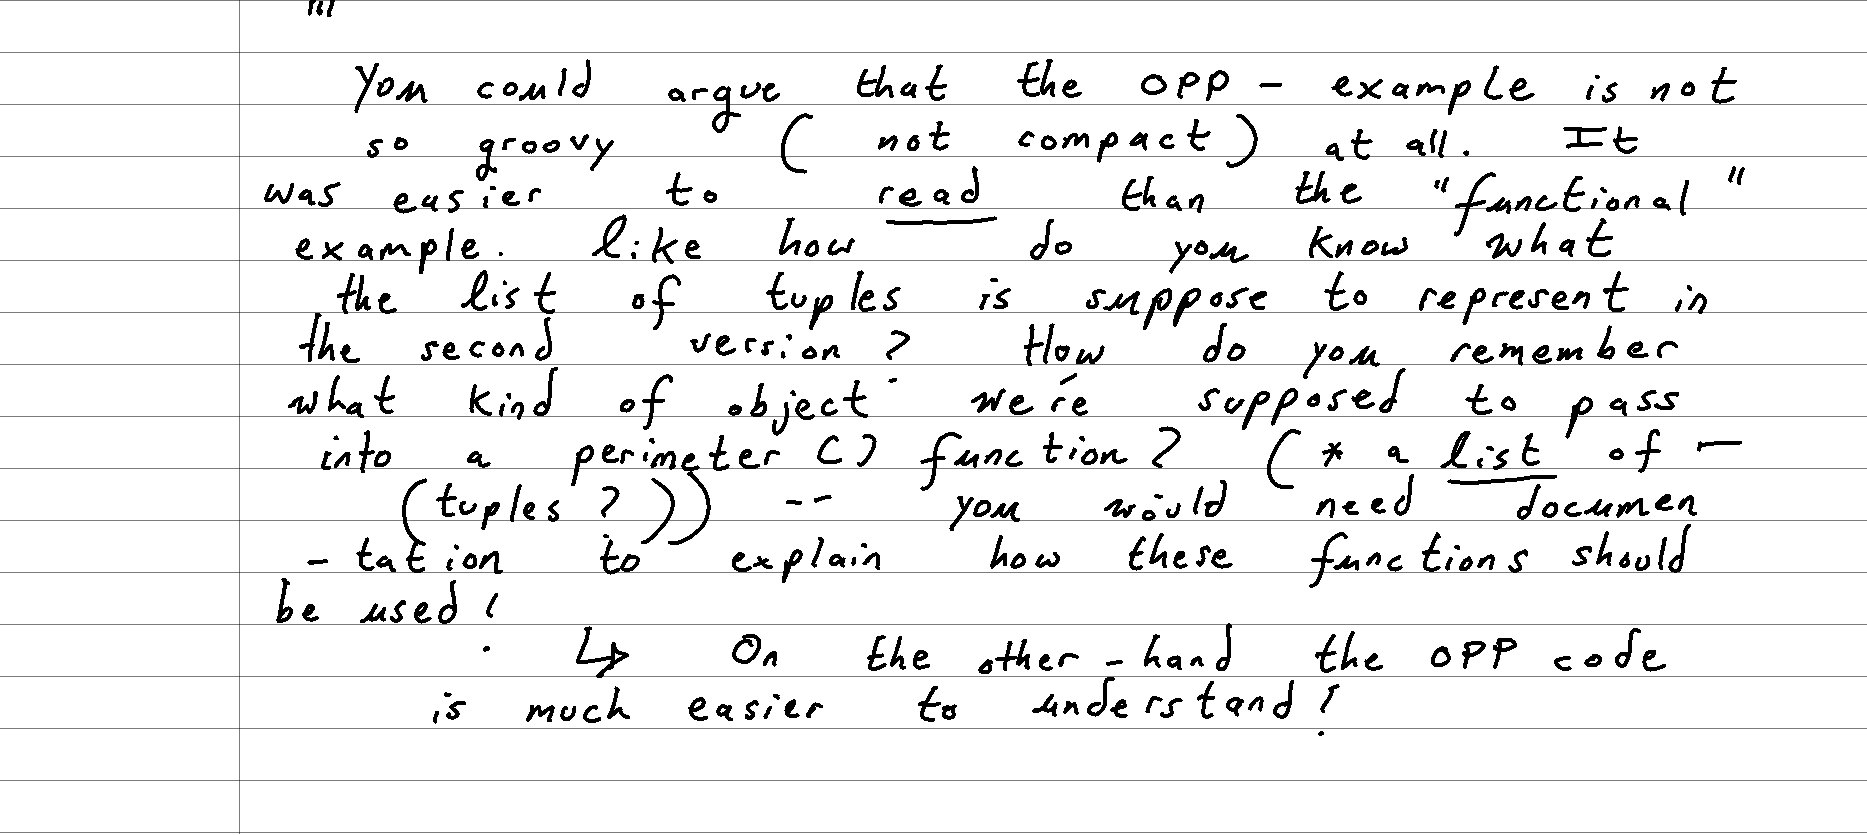 "'
You could argue that the OPP - example is not
so groovy ( not compact ) at all. It
was easier to read than the "functional"
example. like how do you know what
the list of tuples is suppose to represent in
the second version ? How do you remember
what kind of object we're supposed to pass
into a perimeter () function ? ( * a list of -
(tuples ? )) -- you would need documen
- tation to explain how these functions should
be used !
↳ On the other - hand the OPP code
is much easier to understand !